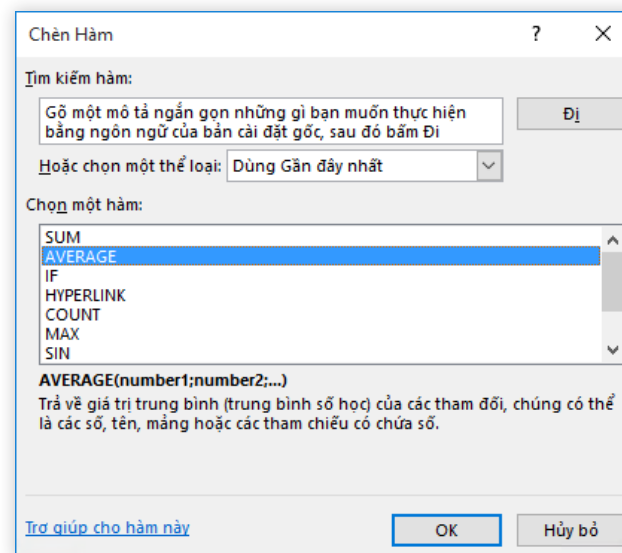 Chèn Hàm
?
Tìm kiếm hàm:
Gõ một mô tả ngắn gọn những gì bạn muốn thực hiện
bằng ngôn ngữ của bản cài đặt gốc, sau đó bấm Đi
Đi
Hoặc chọn một thể loại: Dùng Gần đây nhất
Chọn một hàm:
SUM
AVERAGE
IF
HYPERLINK
COUNT
MAX
SIN
AVERAGE(number1;number2;...)
Trả về giá trị trung bình (trung bình số học) của các tham đối, chúng có thể
là các số, tên, mảng hoặc các tham chiếu có chứa số.
Trợ giúp cho hàm này
OK
Hủy bỏ